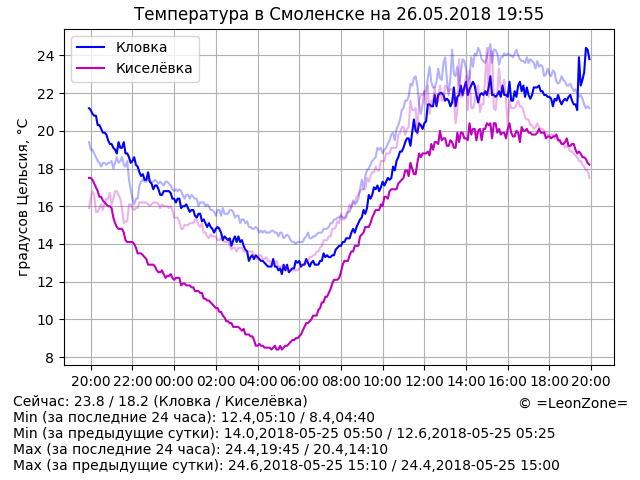 Температура в Смоленске на 26.05.2018 19:55
Кловка
Киселёвка
градусов Цельсия, °C
24
22
20
18
16
14
12
10
8
20:00 22:00 00:00 02:00 04:00 06:00 08:00 10:00 12:00 14:00 16:00 18:00 20:00
Сейчас: 23.8 / 18.2 (Кловка / Киселёвка)
© =LeonZone=
Min (за последние 24 часа): 12.4,05:10 / 8.4,04:40
Min (за предыдущие сутки): 14.0,2018-05-25 05:50 / 12.6,2018-05-25 05:25
Max (за последние 24 часа): 24.4,19:45 / 20.4,14:10
Max (за предыдущие сутки): 24.6,2018-05-25 15:10 / 24.4,2018-05-25 15:00